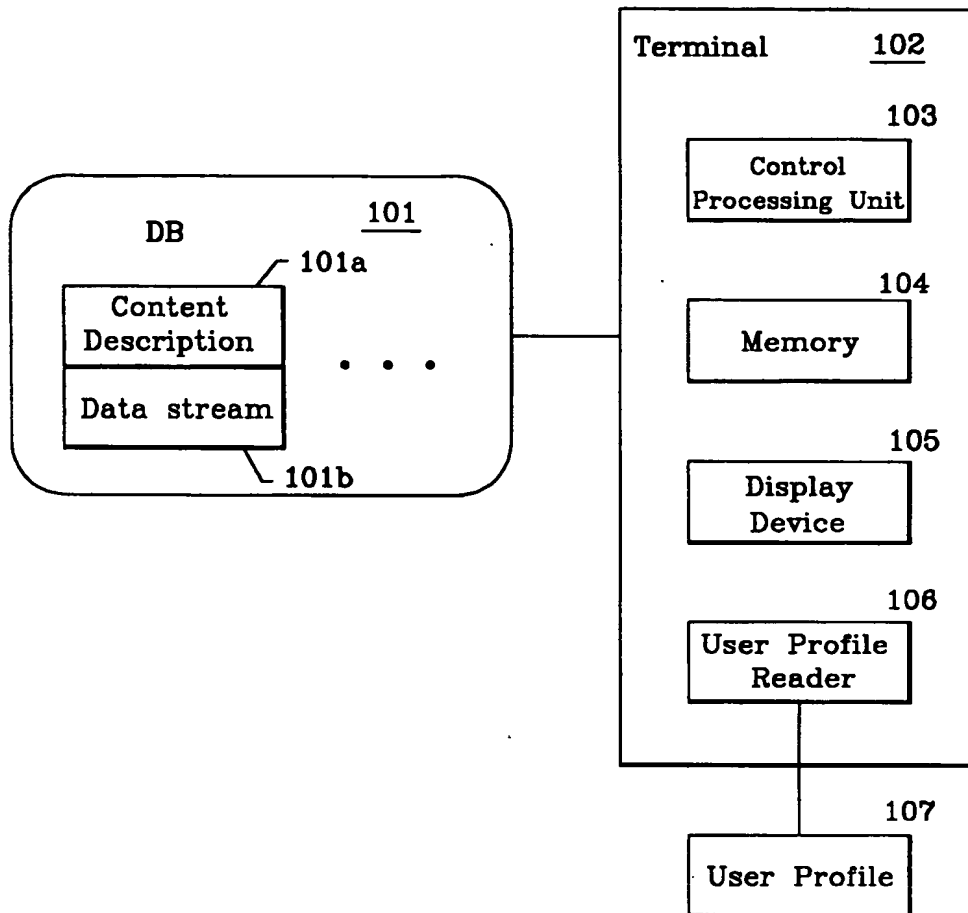 Terminal 102
103
Control
Processing Unit
DB 101
101a
Content
Description
Data stream
101b
104
Memory
105
Display
Device
106
User Profile
Reader
107
User Profile